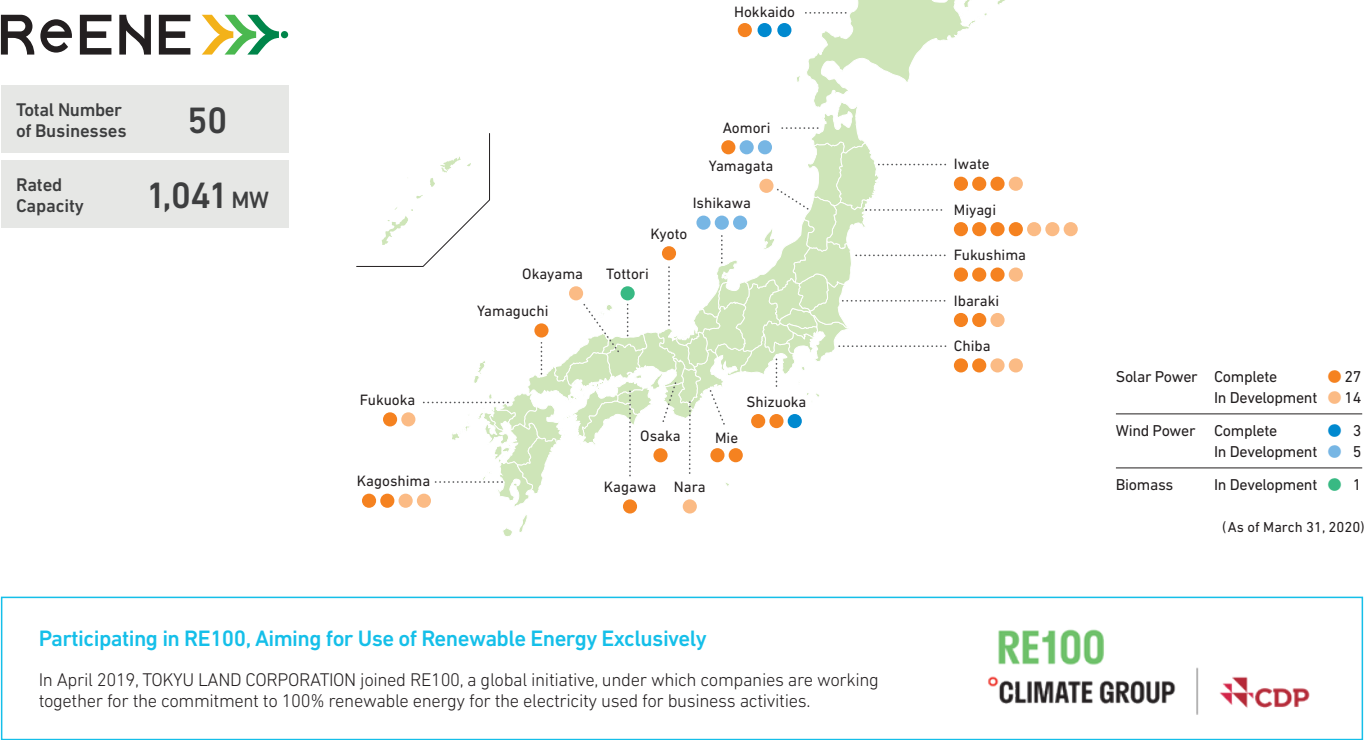 ReENE
Total Number
of Businesses
50
Rated
Capacity
1,041 MW
Hokkaido
Aomori
Yamagata
Ishikawa
Kyoto
Okayama
Tottori
Yamaguchi
Fukuoka
Kagoshima
Iwate
Miyagi
Fukushima
Ibaraki
Chiba
Shizuoka
Osaka
Mie
Kagawa
Nara
Solar Power Complete 27
In Development 14
Wind Power Complete 3
In Development 5
Biomass In Development 1
(As of March 31, 2020)
Participating in RE100, Aiming for Use of Renewable Energy Exclusively
In April 2019, TOKYU LAND CORPORATION joined RE100, a global initiative, under which companies are working
together for the commitment to 100% renewable energy for the electricity used for business activities.
RE100
°CLIMATE GROUP
CDP